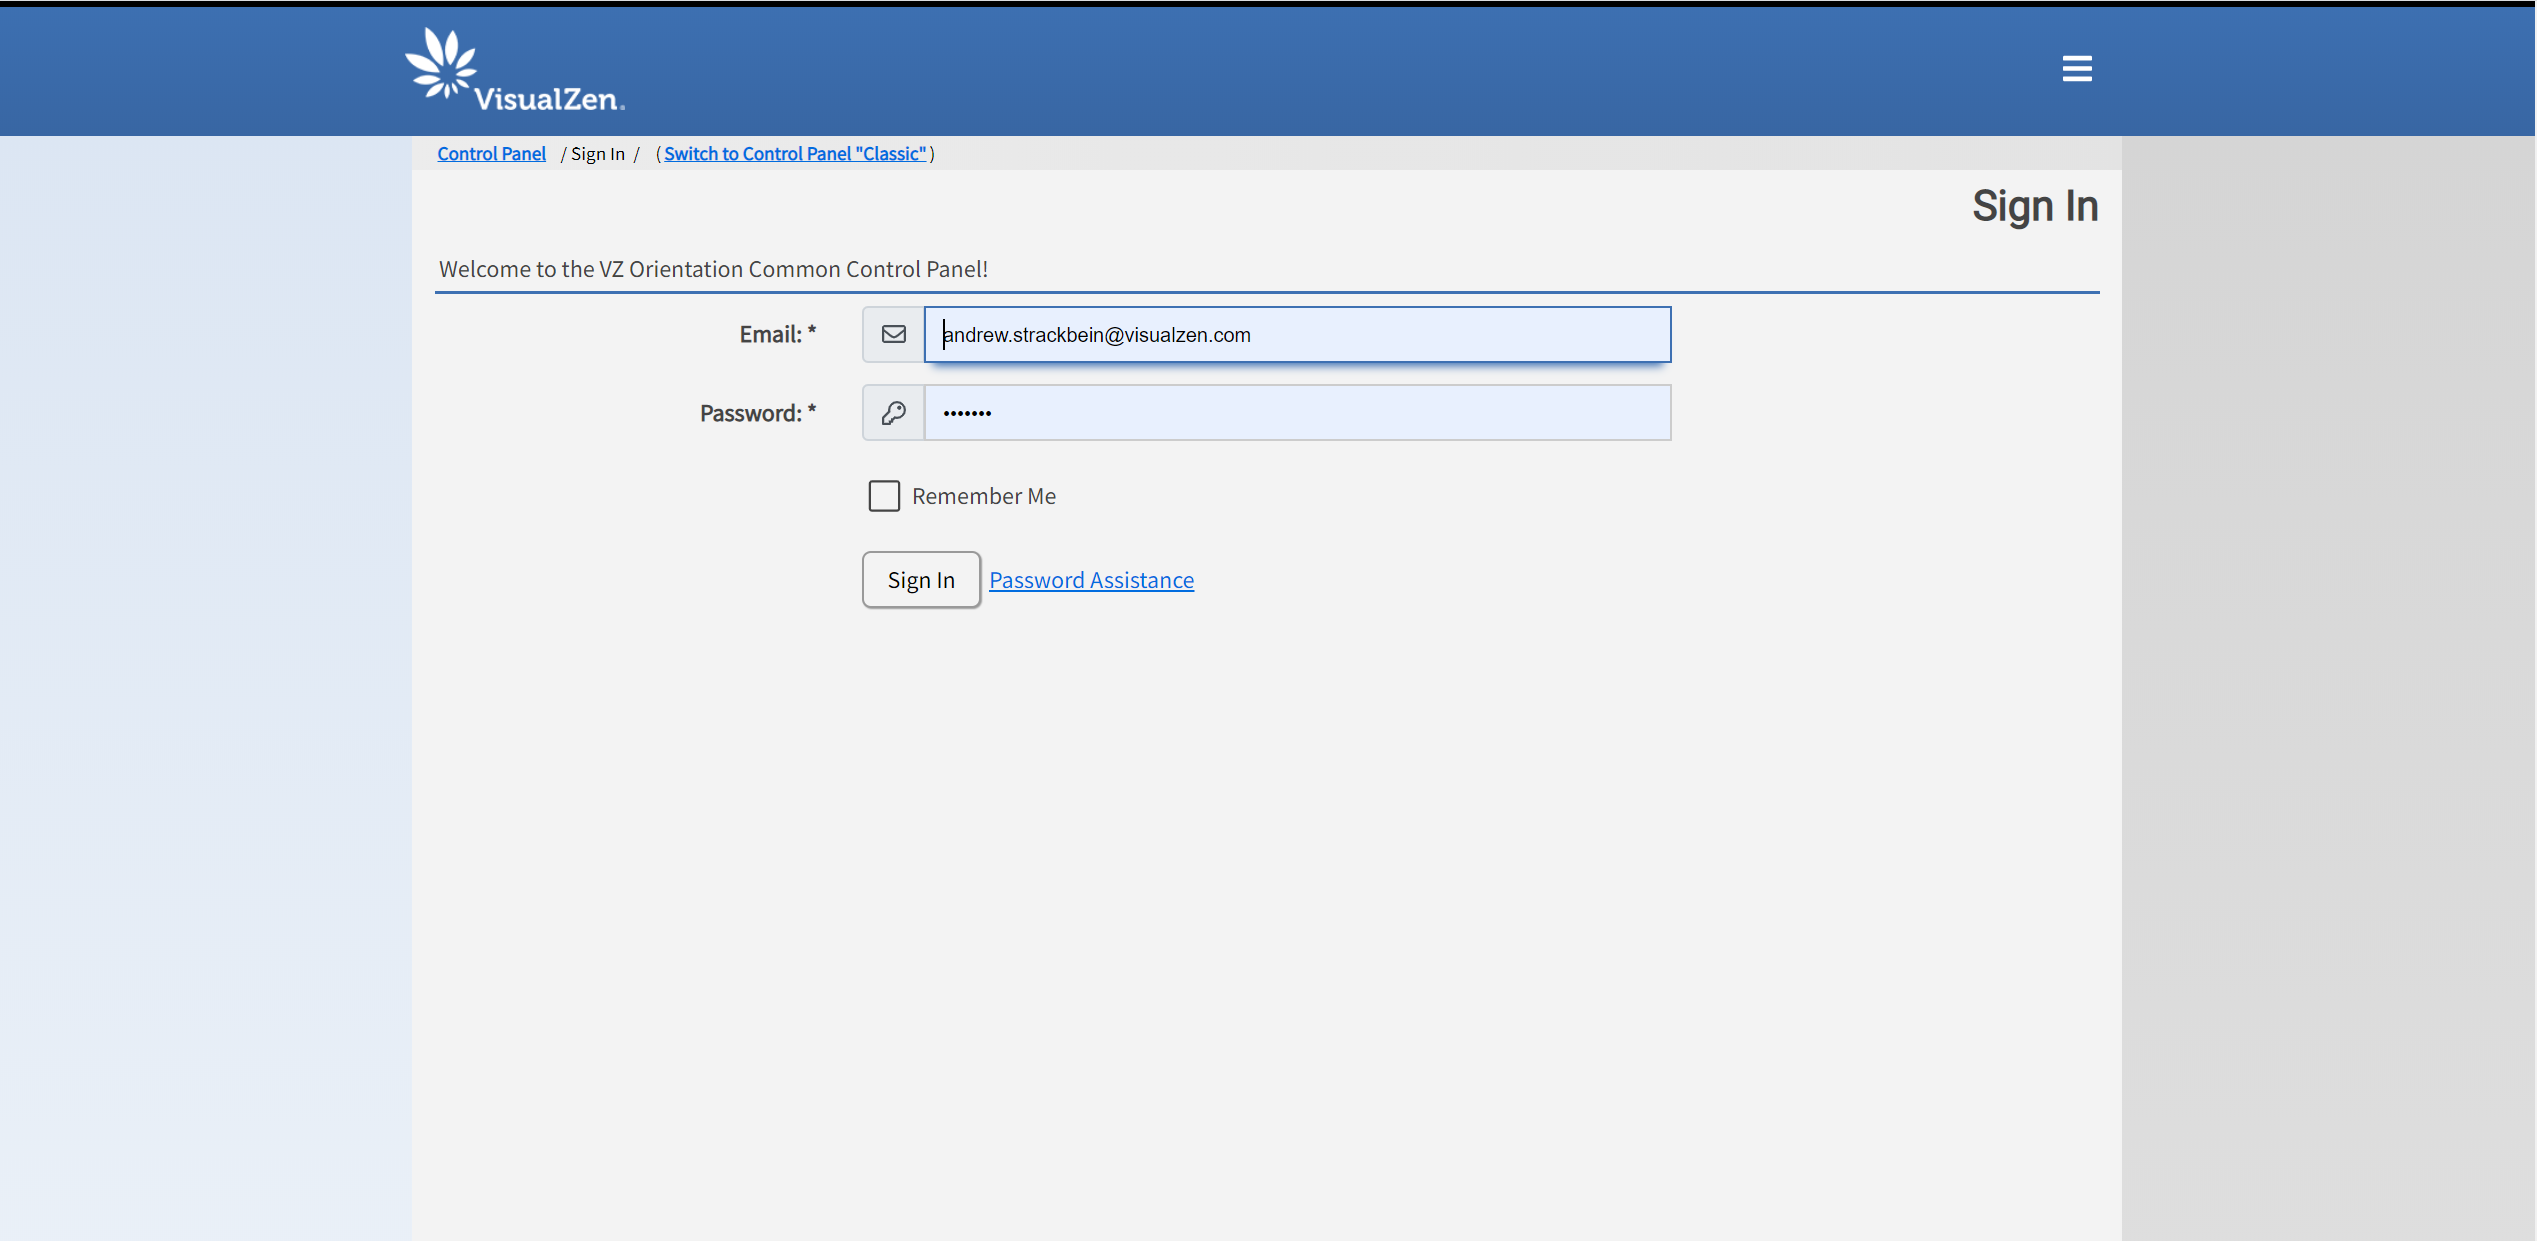 VisualZen.
Control Panel / Sign In / (Switch to Control Panel "Classic")
Sign In
Welcome to the VZ Orientation Common Control Panel!
Email: *
andrew.strackbein@visualzen.com
Password: *
•••••••
Remember Me
Sign In Password Assistance